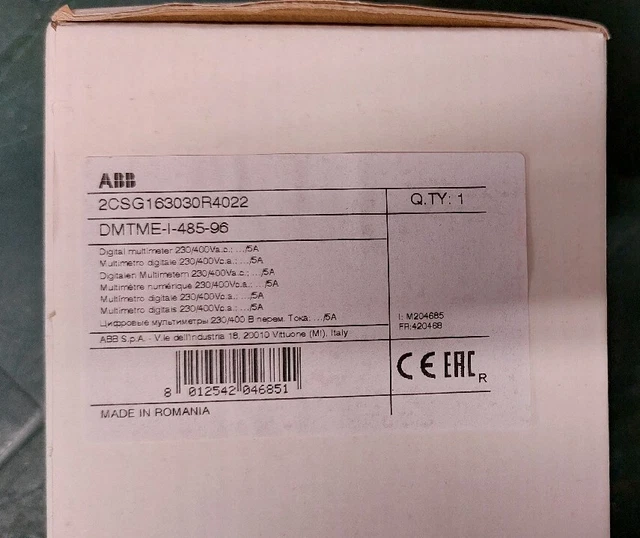 ABB
2CSG163030R4022
Q.TY: 1
DMTME-I-485-96
Digital multimeter 230/400Va.c.: .../5A
Multimetro digitale 230/400Vc.a.: .../5A
Digitalen Multimetern 230/400Va.c.: .../5A
Multimètre numérique 230/400Vc.a.: .../5A
Multimetro digitale 230/400Vc.a.: .../5A
Multimetro digitals 230/400Vc.a.: .../5A
Цифровые мультиметры 230/400 В перем. Тока: .../5A
I: M204685
FR:420468
ABB S.p.A. - V.le dell'Industria 18, 20010 Vittuone (MI), Italy
CE EAC R
8 012542 046851
MADE IN ROMANIA